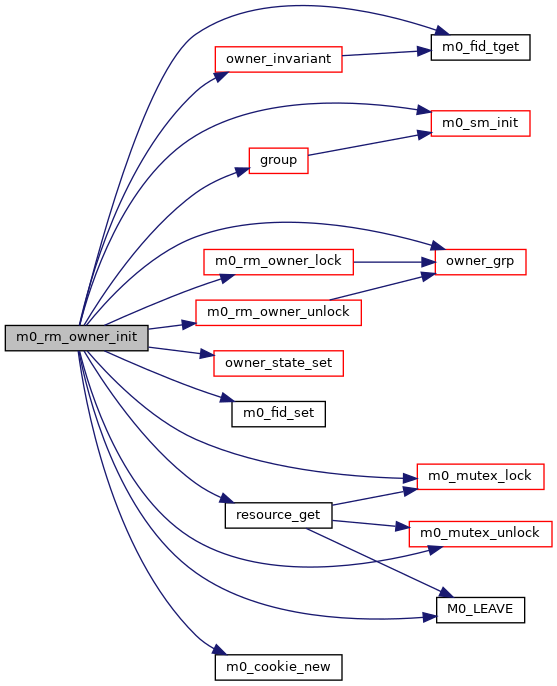 m0_fid_tget
owner_invariant
m0_sm_init
group
m0_rm_owner_lock
owner_grp
m0_rm_owner_unlock
m0_rm_owner_init
owner_state_set
m0_fid_set
m0_mutex_lock
resource_get
m0_mutex_unlock
M0_LEAVE
m0_cookie_new